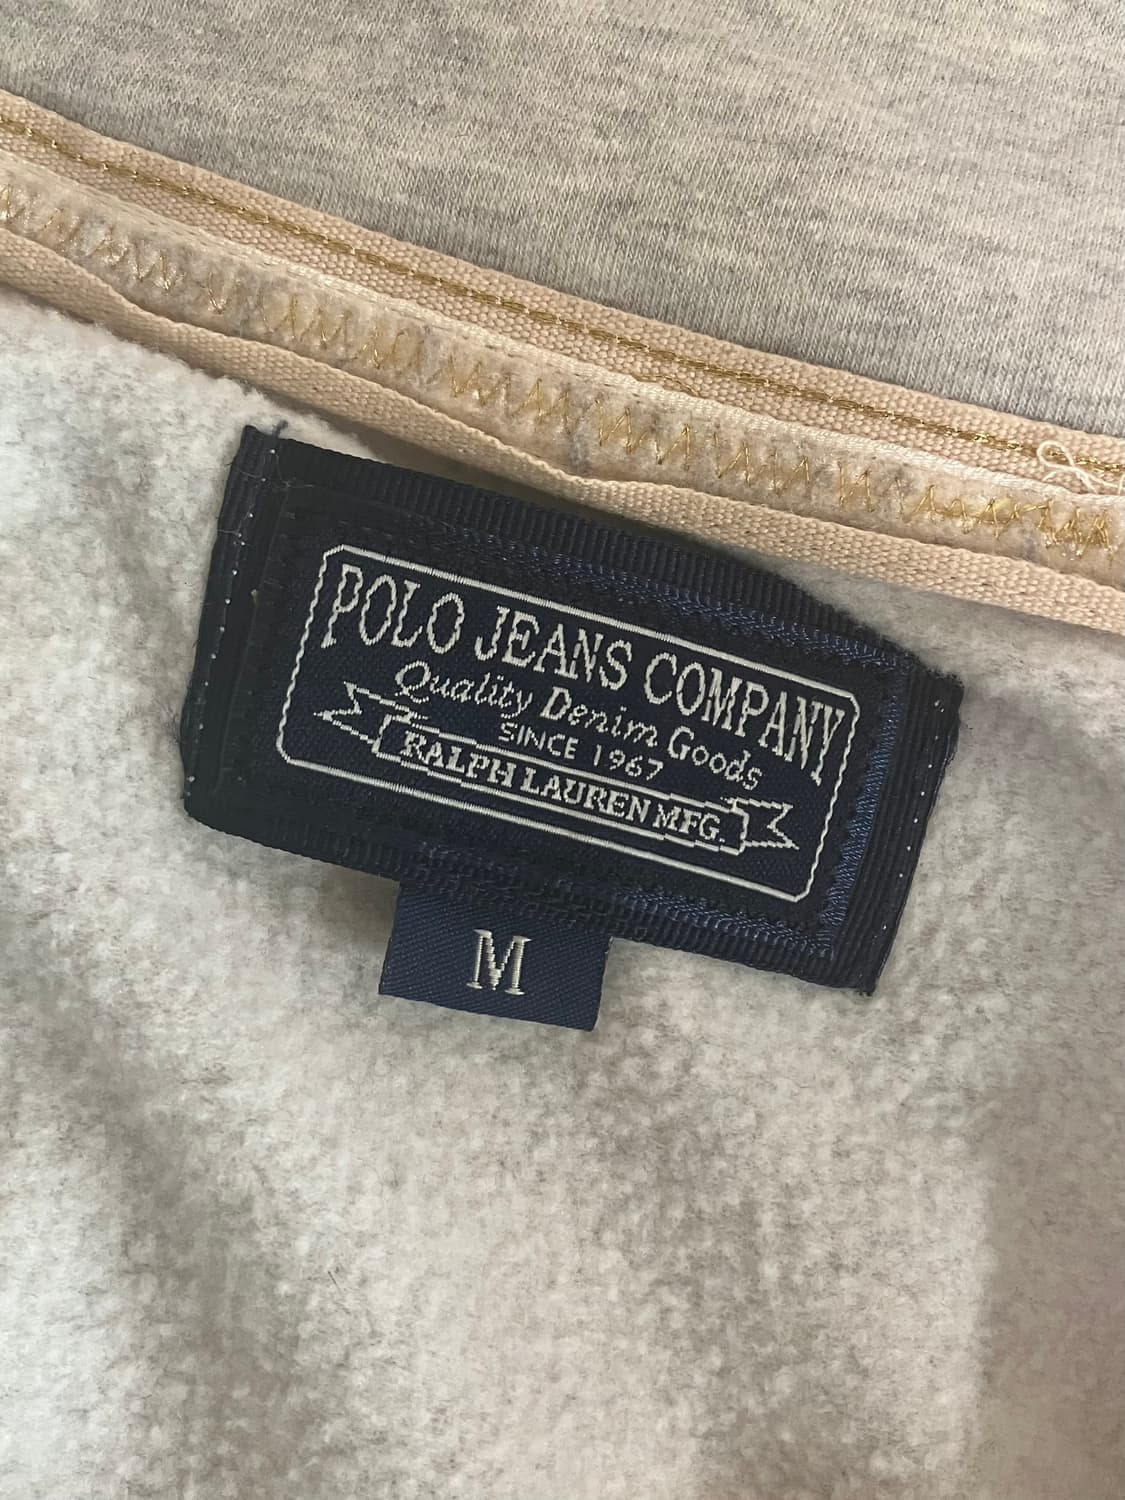 POLO JEANS COMPANY
Quality Denim Goods
SINCE 1967
RALPH LAUREN MFG.
M